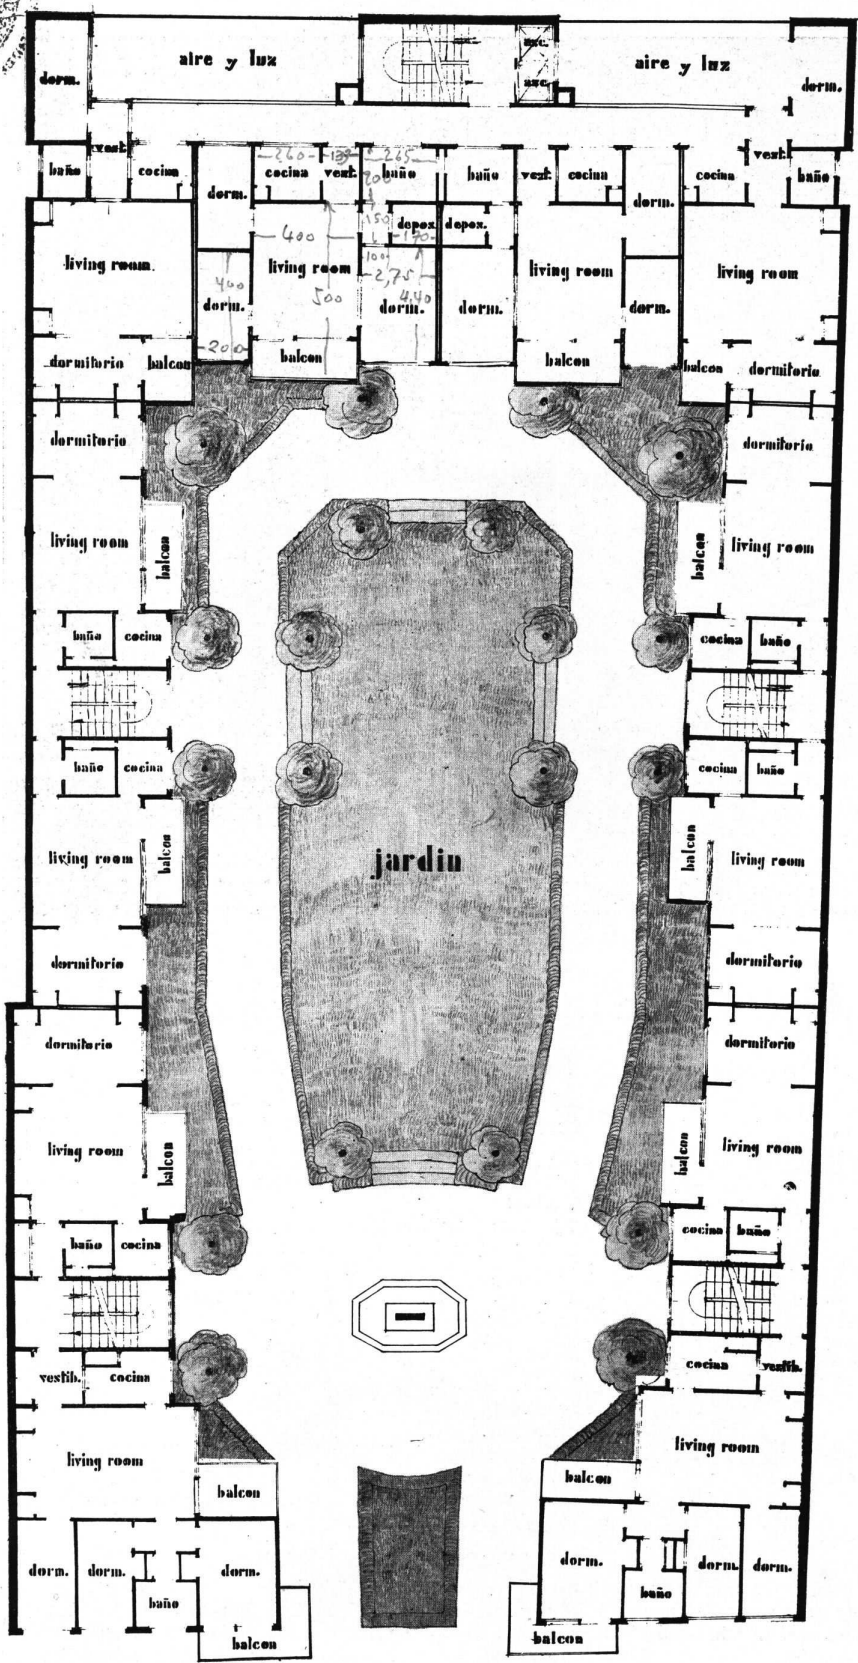 aire y luz
asc.
asc.
aire y luz
dorm.
dorm.
vest.
vest.
baño
cocina
260
139
265
cocina
vest.
baño
200
baño
vest.
cocina
cocina
baño
dorm.
dorm.
150
depos.
170
depos.
400
100
living room
living room
2,75
living room
living room
400
500
4.40
dorm.
dorm.
dorm.
dorm.
200
dormitorio
balcon
balcon
balcon
balcon
dormitorio
dormitorio
dormitorio
living room
balcon
balcon
living room
baño
cocina
cocina
baño
baño
cocina
cocina
baño
living room
balcon
jardin
balcon
living room
dormitorio
dormitorio
dormitorio
dormitorio
living room
balcon
balcon
living room
baño
cocina
cocina
baño
vestib.
cocina
cocina
vestib.
living room
living room
balcon
balcon
dorm.
dorm.
dorm.
dorm.
dorm.
dorm.
baño
baño
balcon
balcon